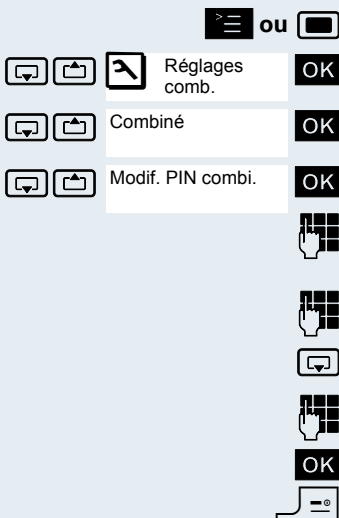 ou
Réglages
comb.
OK
Combiné
OK
Modif. PIN combi.
OK
OK